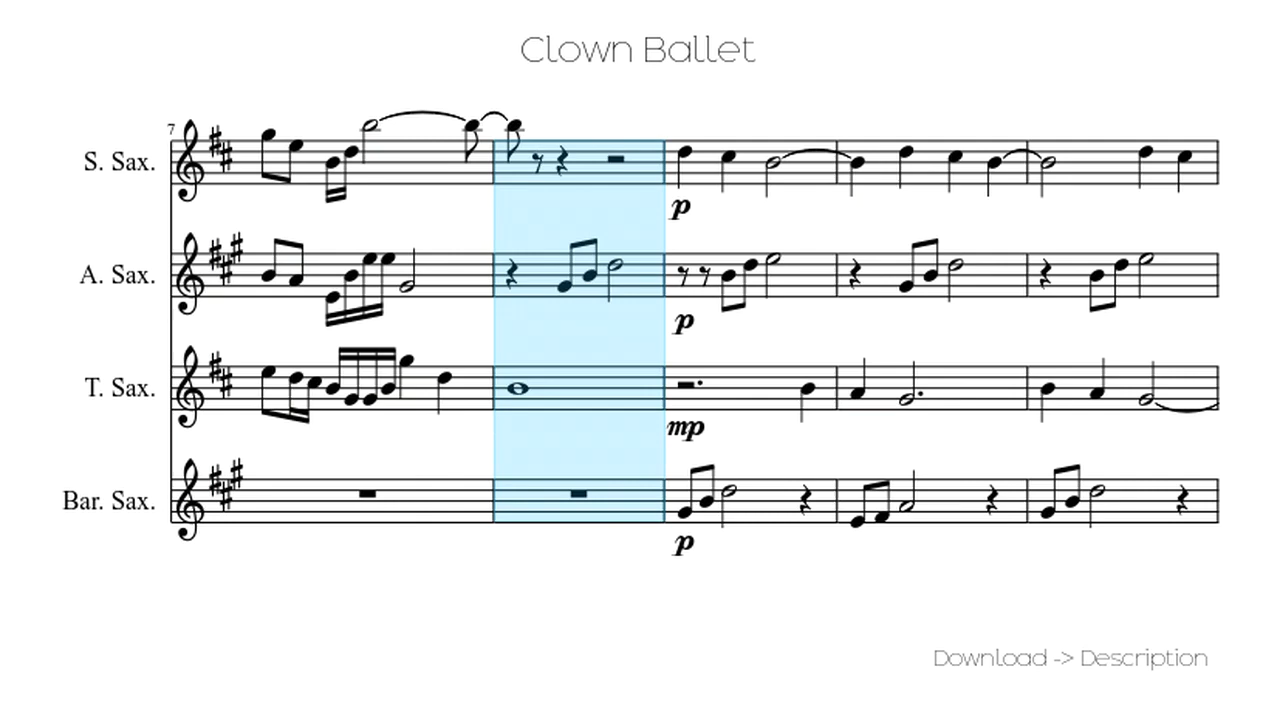 Clown Ballet
7
S. Sax.
p
A. Sax.
p
T. Sax.
mp
Bar. Sax.
p
Download -> Description